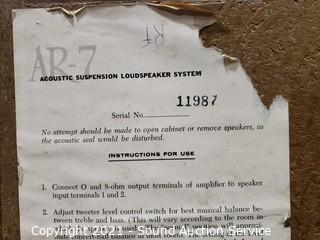 AR-7
ACOUSTIC SUSPENSION LOUDSPEAKER SYSTEM
Serial No. 11987
No attempt should be made to open cabinet or remove speakers, as
the acoustic seal would be disturbed.
INSTRUCTIONS FOR USE
1. Connect O and 8-ohm output terminals of amplifier to speaker
input terminals 1 and 2.
2. Adjust tweeter level control switch for best musical balance be-
tween treble and bass. (This will vary according to the room in-
Copyright 2021 - Sound Auction Service